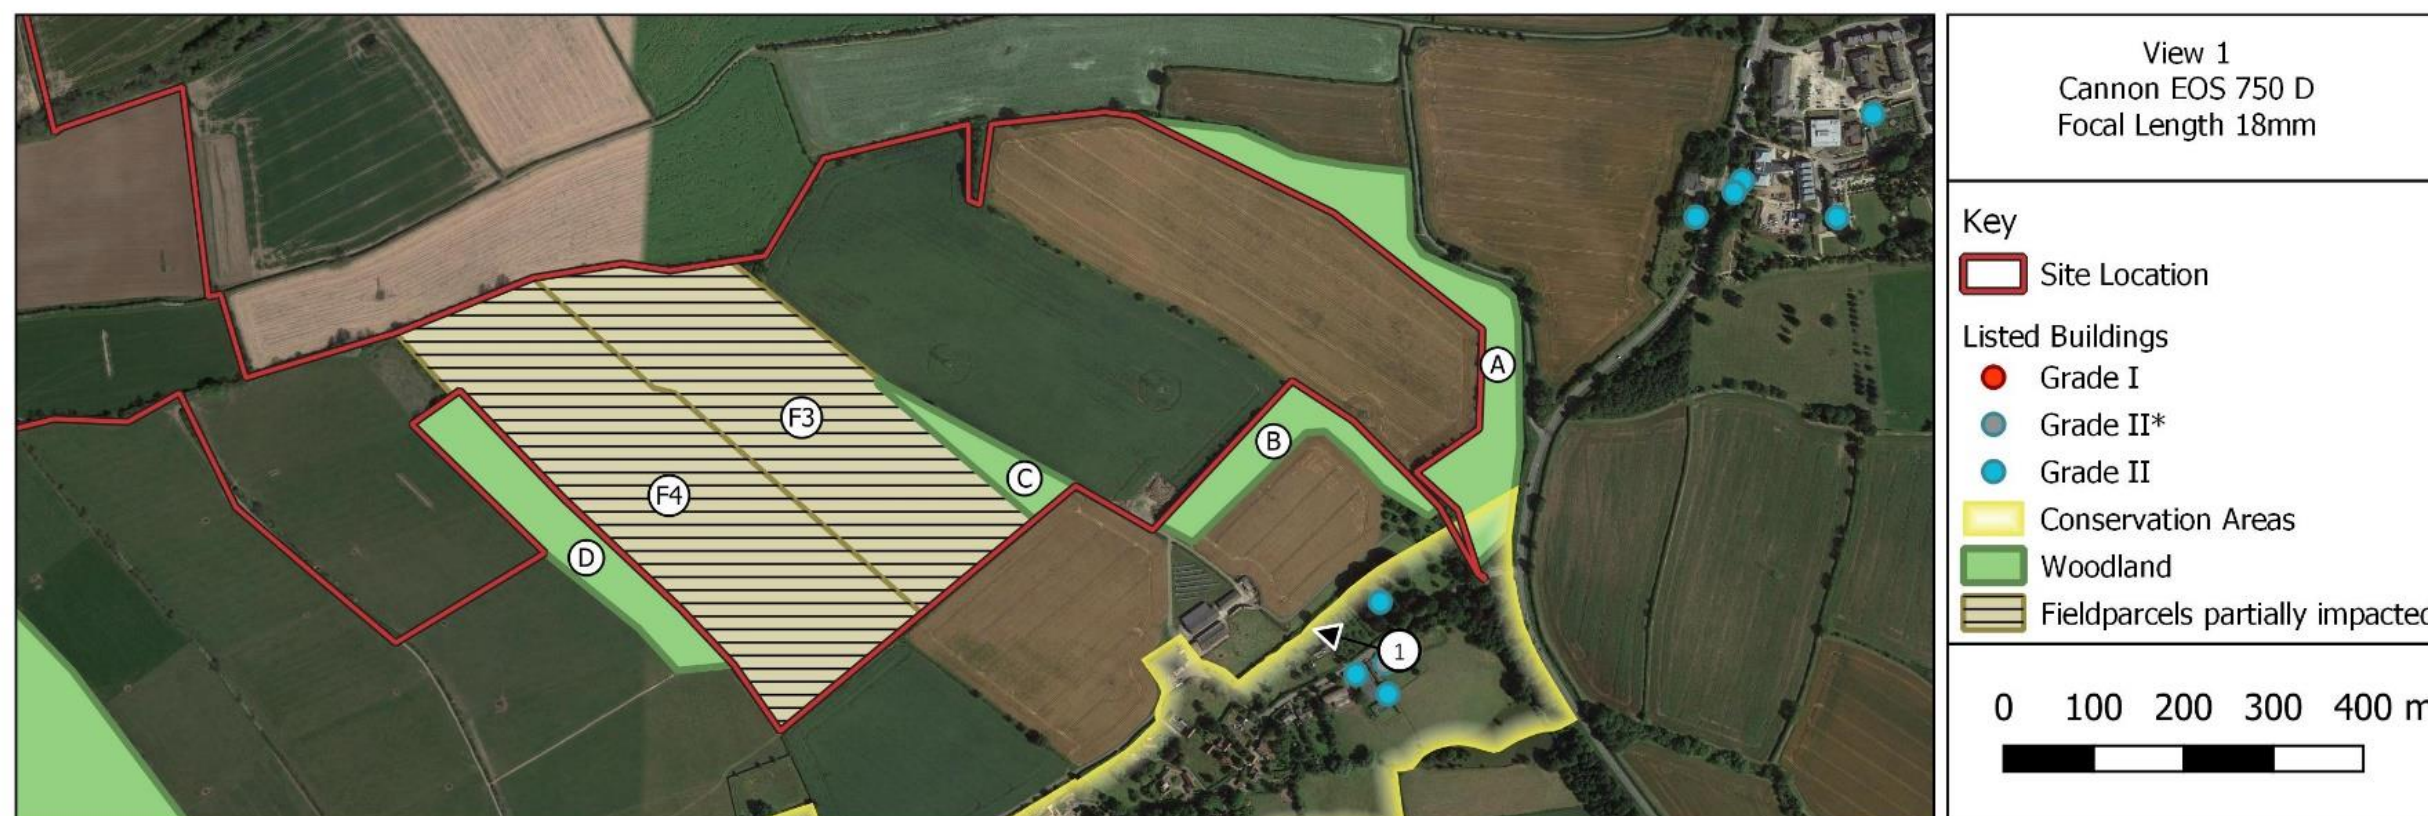 View 1
Cannon EOS 750 D
Focal Length 18mm
Key
Site Location
Listed Buildings
Grade I
Grade II*
Grade II
Conservation Areas
Woodland
Fieldparcels partially impacted
0 100 200 300 400 m
A
F3
B
C
F4
D
1